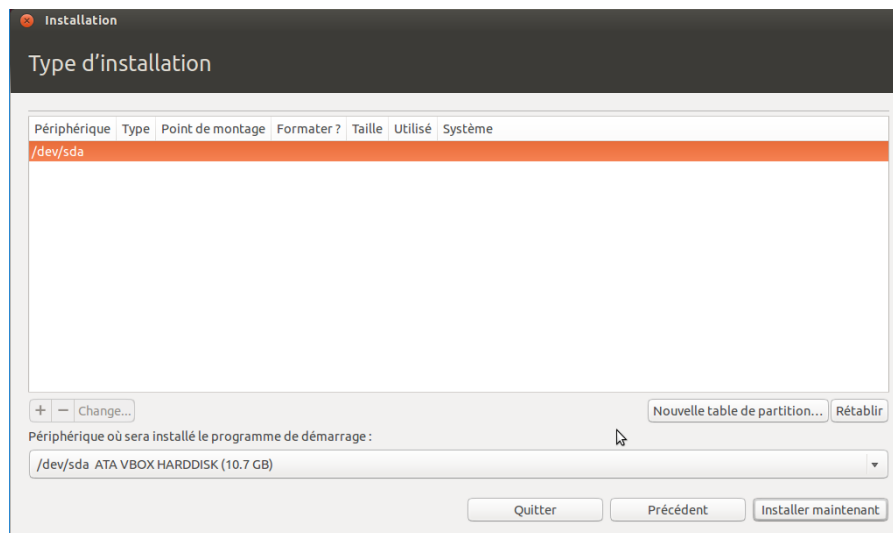 Installation
Type d'installation
Périphérique Type Point de montage Formater ? Taille Utilisé Système
/dev/sda
+ − Change... Nouvelle table de partition... Rétablir
Périphérique où sera installé le programme de démarrage :
/dev/sda ATA VBOX HARDDISK (10.7 GB)
Quitter Précédent Installer maintenant